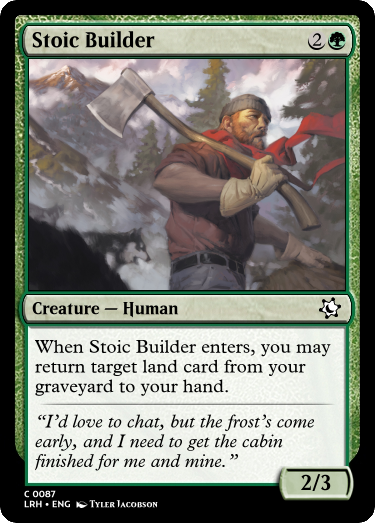 Stoic Builder 2
Creature — Human
When Stoic Builder enters, you may
return target land card from your
graveyard to your hand.
“I’d love to chat, but the frost’s come
early, and I need to get the cabin
finished for me and mine.”
2/3
C 0087
LRH • ENG Tyler Jacobson